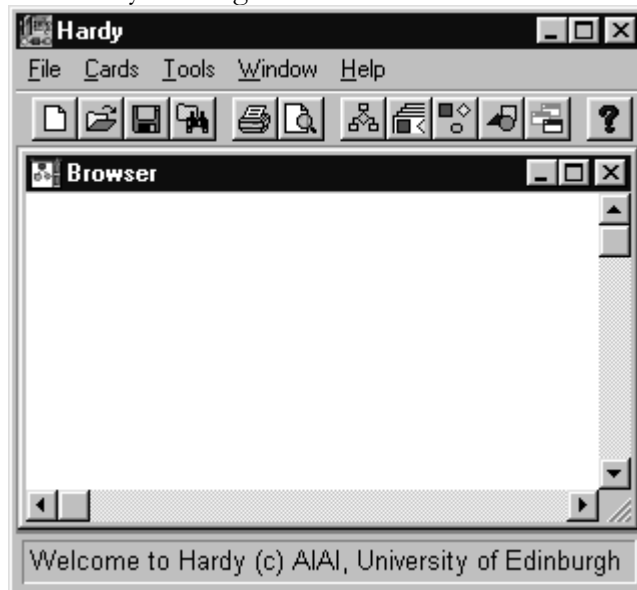 Hardy
File Cards Tools Window Help
Browser
Welcome to Hardy (c) AIAI, University of Edinburgh